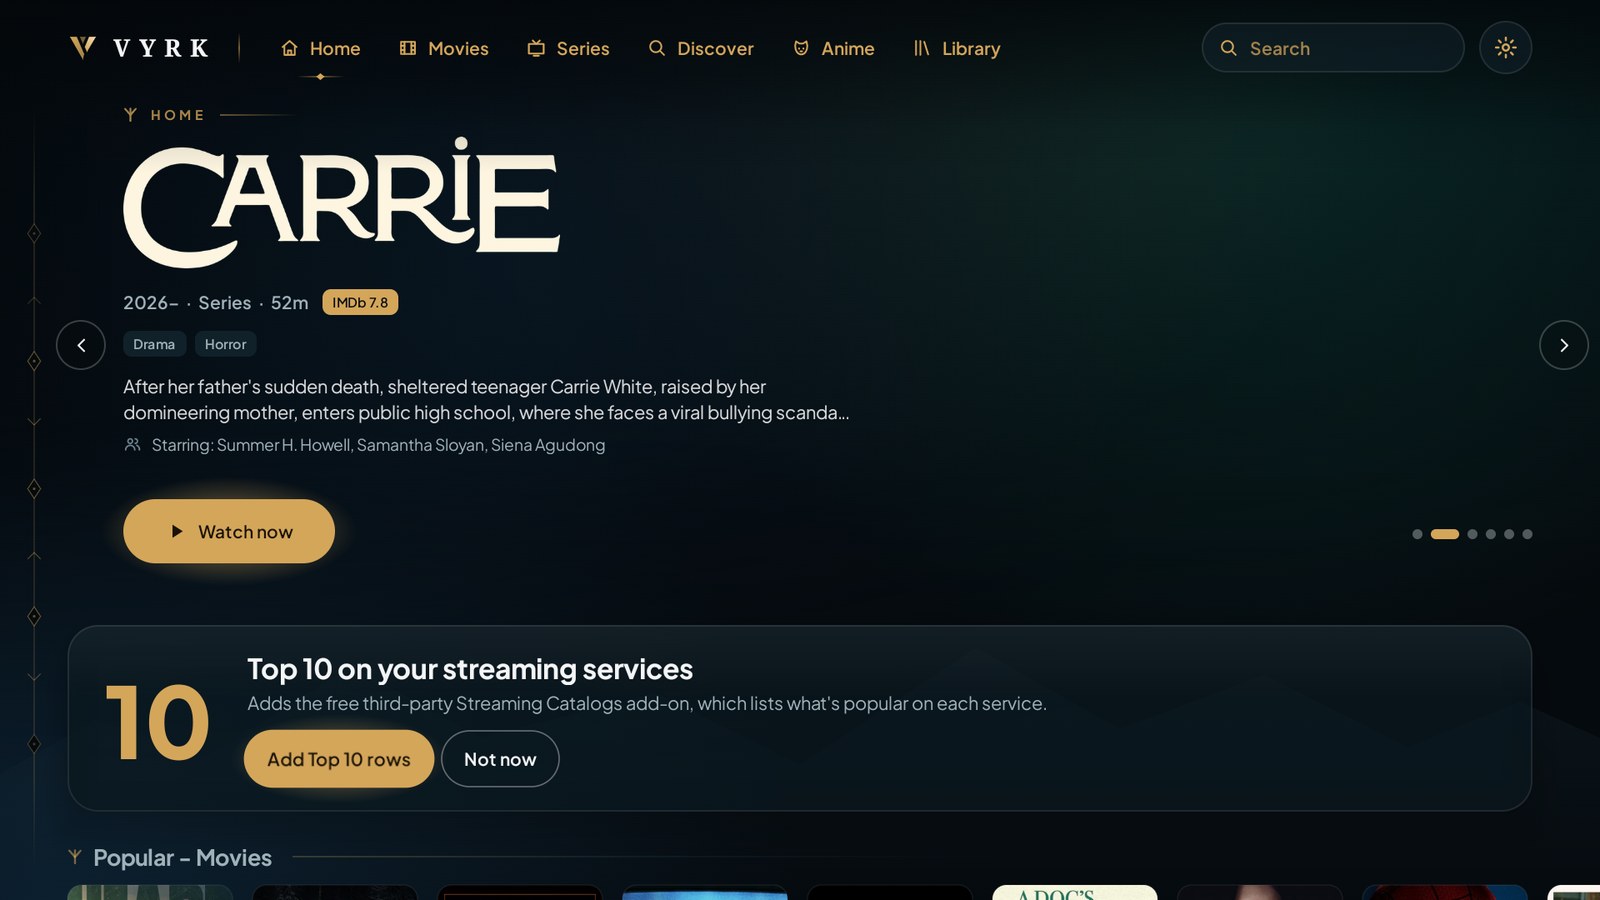 VYRK
Home
Movies
Series
Discover
Anime
Library
Search
HOME
CARRiE
2026– · Series · 52m
IMDb 7.8
Drama
Horror
After her father's sudden death, sheltered teenager Carrie White, raised by her
domineering mother, enters public high school, where she faces a viral bullying scanda...
Starring: Summer H. Howell, Samantha Sloyan, Siena Agudong
Watch now
10
Top 10 on your streaming services
Adds the free third-party Streaming Catalogs add-on, which lists what's popular on each service.
Add Top 10 rows
Not now
Popular – Movies
A DOC'S